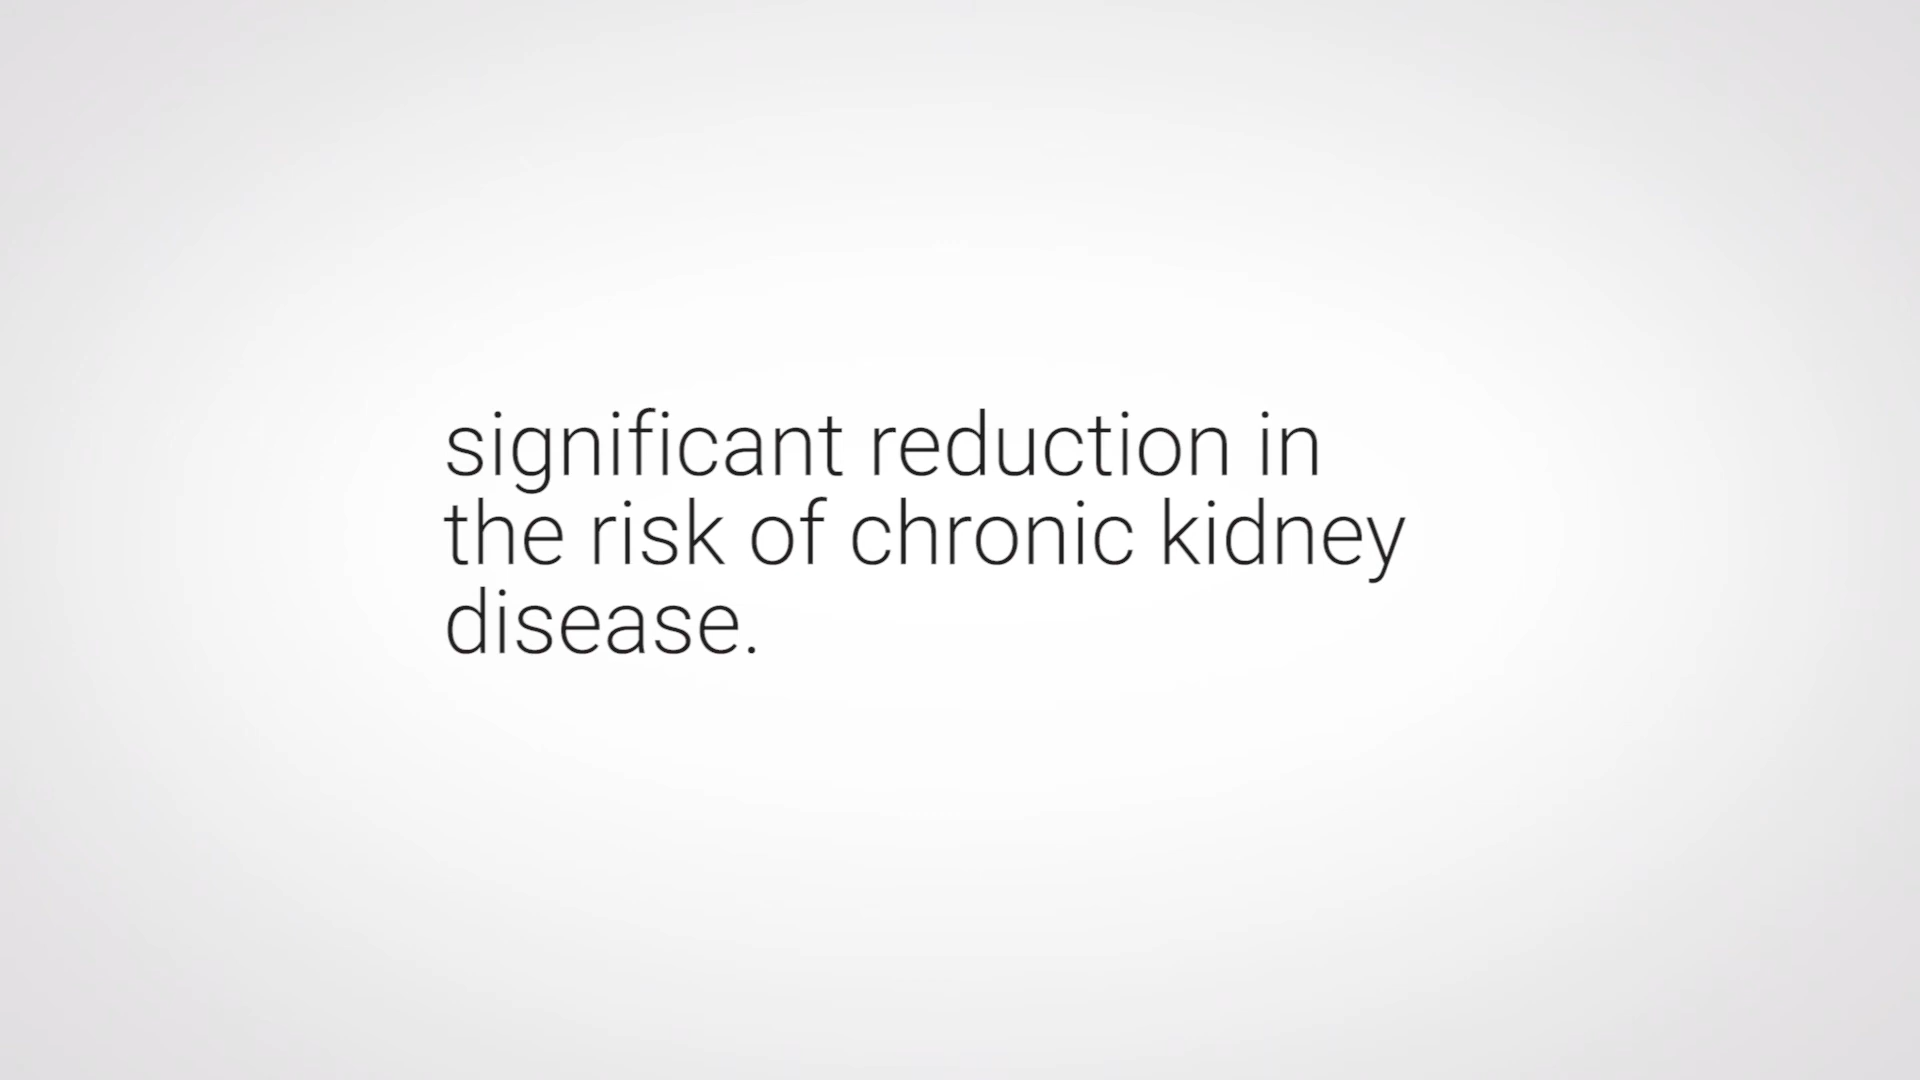 significant reduction in
the risk of chronic kidney
disease.